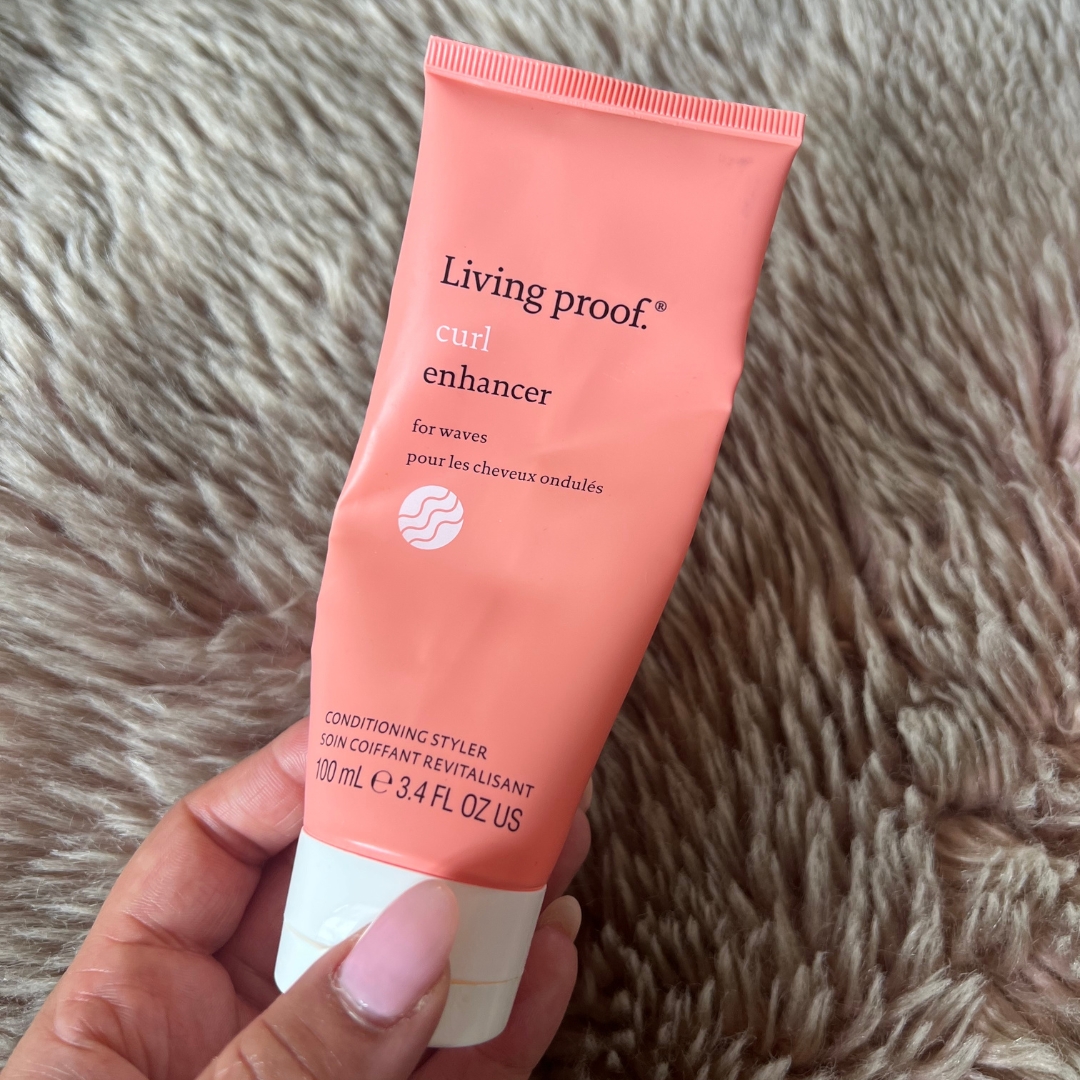 Living proof.®
curl
enhancer
for waves
pour les cheveux ondulés
CONDITIONING STYLER
SOIN COIFFANT REVITALISANT
100 mL ℮ 3.4 FL OZ US